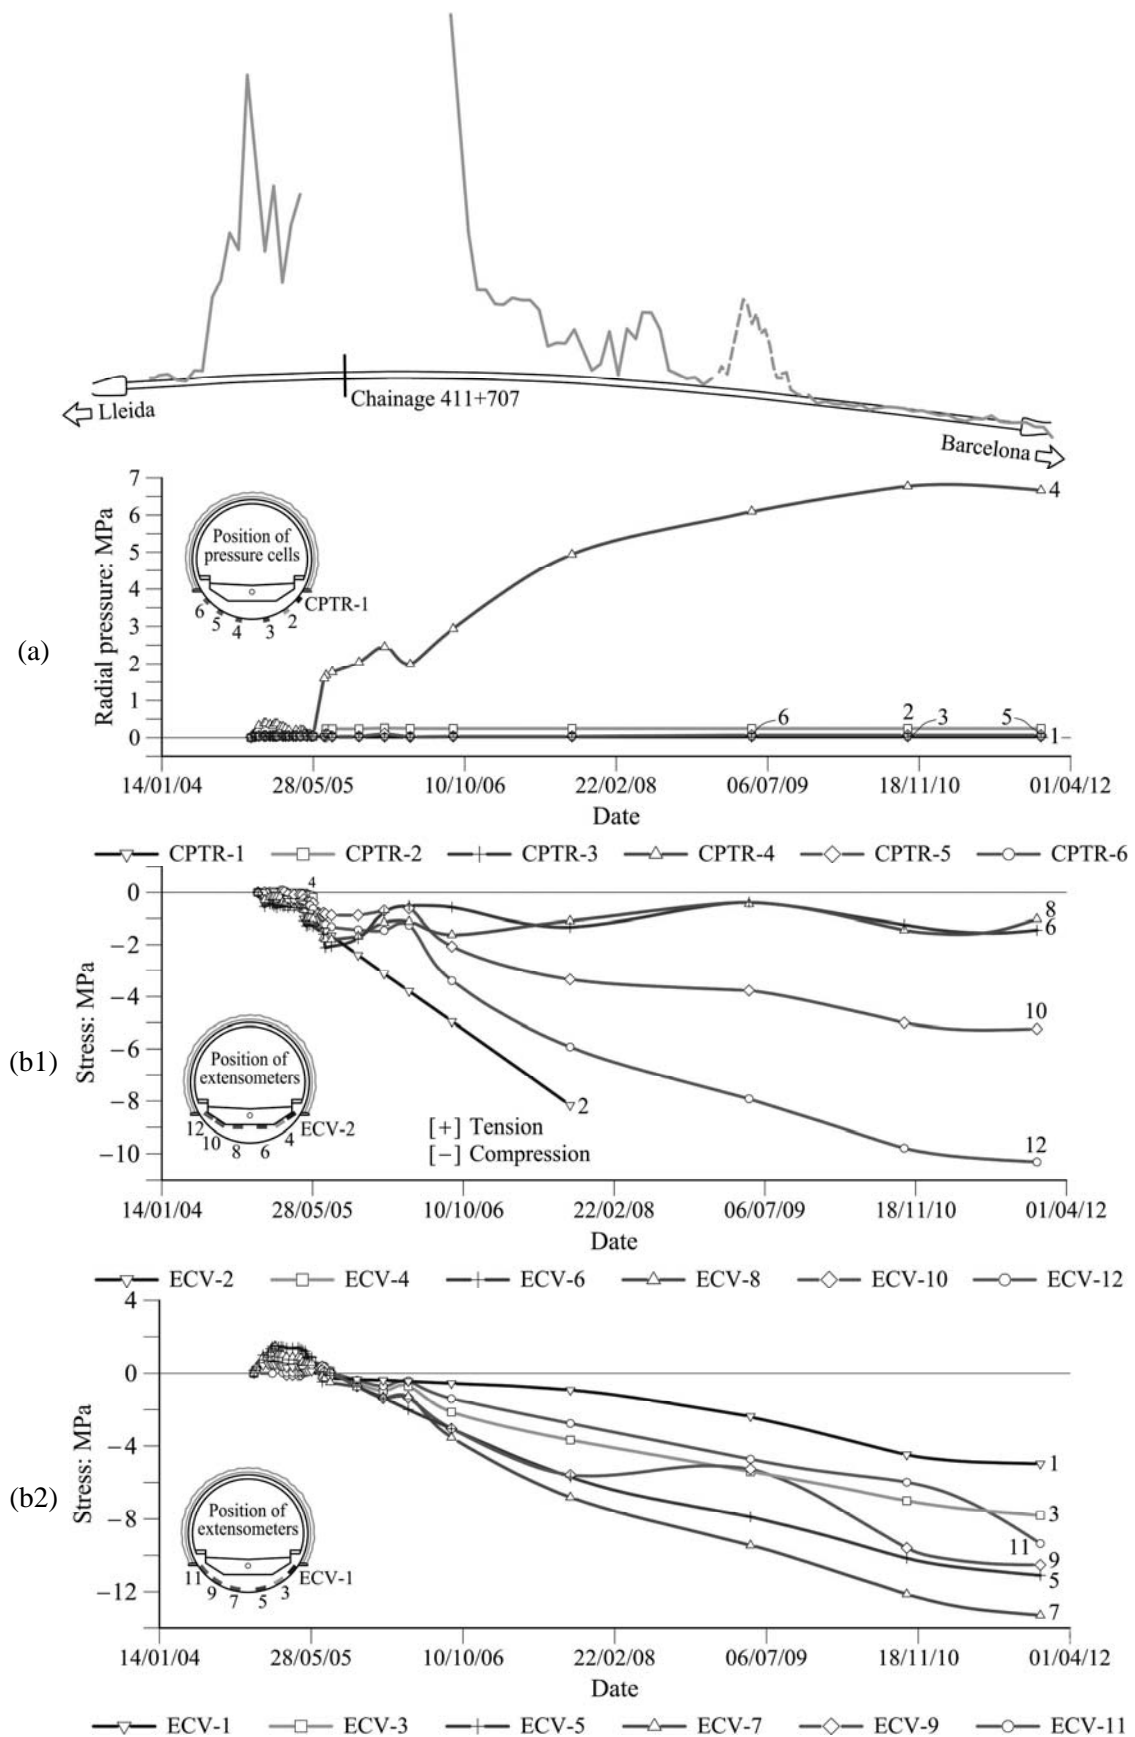 Lleida
Chainage 411+707
Barcelona
(a)
Radial pressure: MPa
7
6
5
4
3
2
1
0
Position of
pressure cells
CPTR-1
6
5
4
3
2
4
6
2
3
5
1
14/01/04
28/05/05
10/10/06
22/02/08
06/07/09
18/11/10
01/04/12
Date
CPTR-1
CPTR-2
CPTR-3
CPTR-4
CPTR-5
CPTR-6
(b1)
Stress: MPa
0
−2
−4
−6
−8
−10
4
Position of
extensometers
ECV-2
12
10
8
6
4
[+] Tension
[−] Compression
2
8
6
10
12
14/01/04
28/05/05
10/10/06
22/02/08
06/07/09
18/11/10
01/04/12
Date
ECV-2
ECV-4
ECV-6
ECV-8
ECV-10
ECV-12
(b2)
Stress: MPa
4
0
−4
−8
−12
Position of
extensometers
ECV-1
11
9
7
5
3
1
3
11
9
5
7
14/01/04
28/05/05
10/10/06
22/02/08
06/07/09
18/11/10
01/04/12
Date
ECV-1
ECV-3
ECV-5
ECV-7
ECV-9
ECV-11